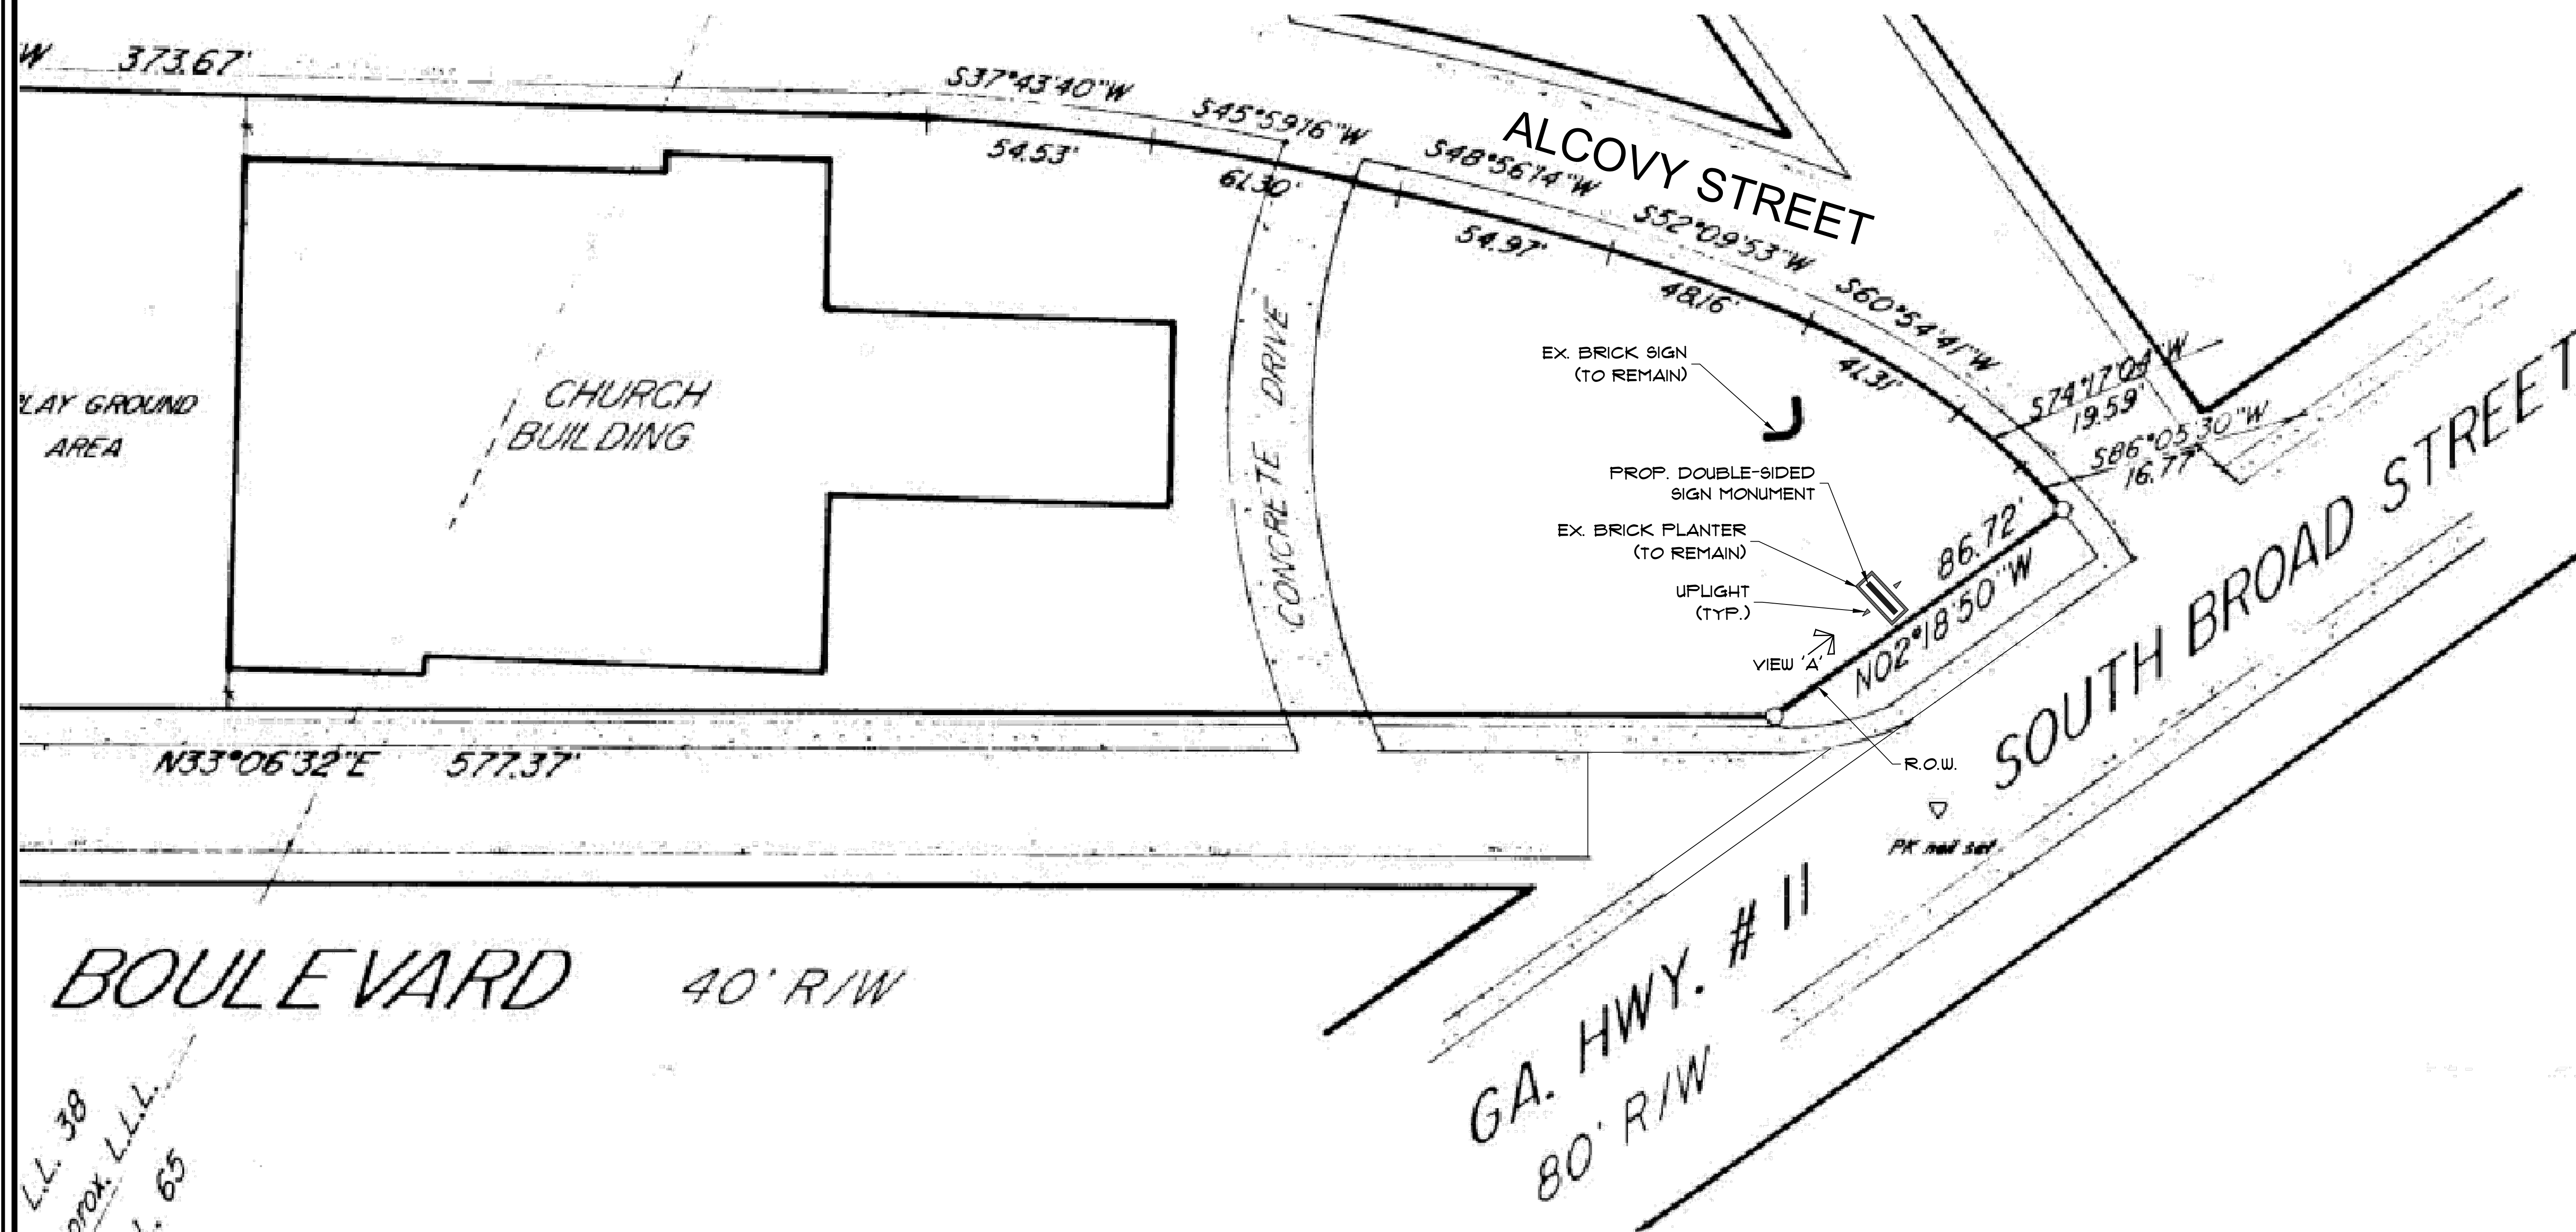 W 373.67'
S37°43'40"W
54.53'
S45°59'16"W
61.30'
S48°56'14"W
54.97'
ALCOVY STREET
S52°09'53"W
48.16'
S60°54'41"W
41.31'
S74°17'04"W
19.59'
S86°05'30"W
16.77'
LAY GROUND
AREA
CHURCH
BUILDING
CONCRETE DRIVE
EX. BRICK SIGN
(TO REMAIN)
PROP. DOUBLE-SIDED
SIGN MONUMENT
EX. BRICK PLANTER
(TO REMAIN)
UPLIGHT
(TYP.)
VIEW 'A'
86.72'
N02°18'50"W
R.O.W.
SOUTH BROAD STREET
PK nail set
N33°06'32"E 577.37'
BOULEVARD 40' R/W
GA. HWY. # 11
80' R/W
L.L. 38
prox. L.L.L.
L. 65